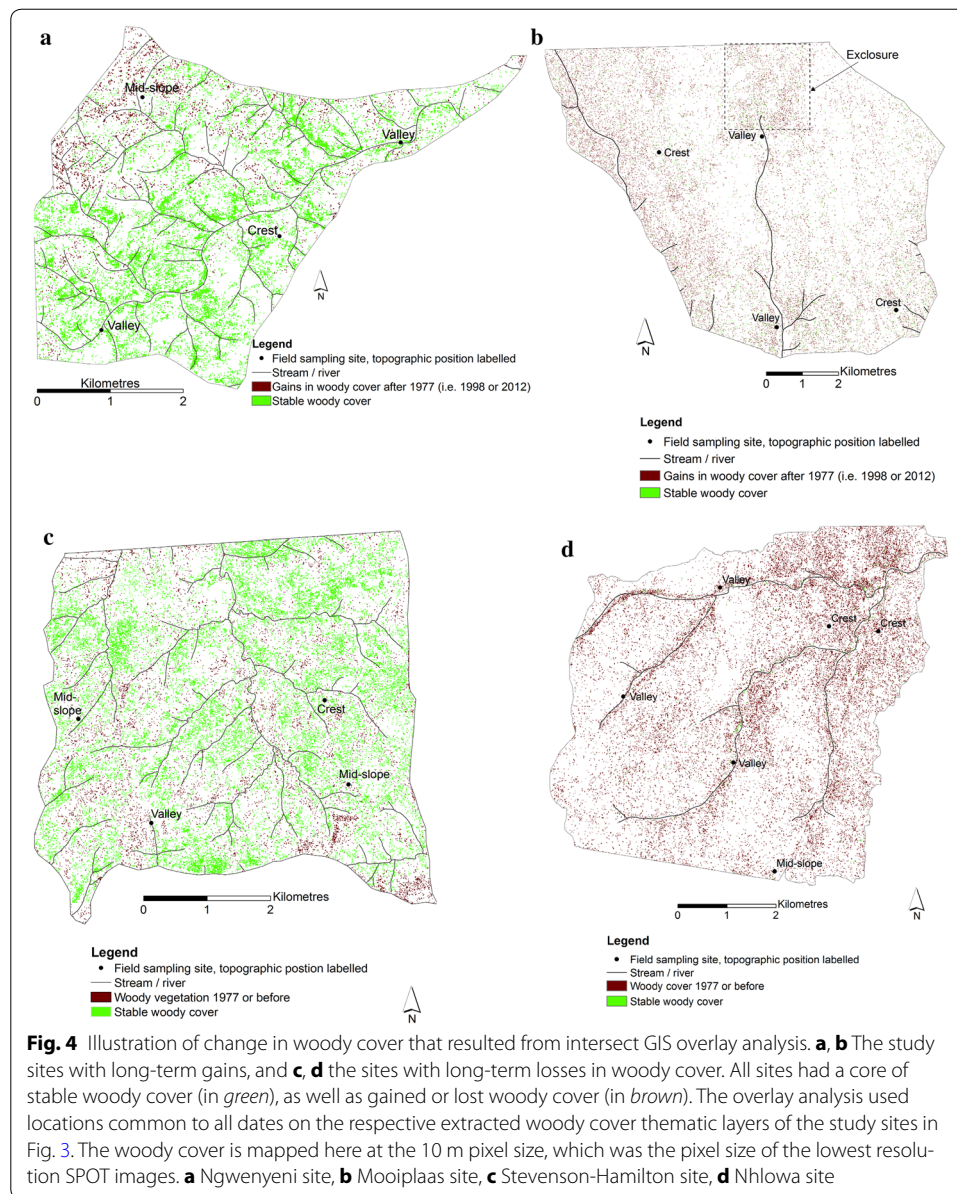 a
Mid-slope
Valley
Crest
Valley
N
Legend
Field sampling site, topographic position labelled
Stream / river
Gains in woody cover after 1977 (i.e. 1998 or 2012)
Stable woody cover
Kilometres
0 1 2
b
Exclosure
Valley
Crest
Crest
Valley
N
Kilometres
0 1 2 4
Legend
Field sampling site, topographic position labelled
Stream / river
Gains in woody cover after 1977 (i.e. 1998 or 2012)
Stable woody cover
c
Mid-
slope
Crest
Mid-slope
Valley
Kilometres
0 1 2
Legend
Field sampling site, topographic postion labelled
Stream / river
Woody vegetation 1977 or before
Stable woody cover
N
d
Valley
Crest
Crest
Valley
Valley
Mid-slope
Kilometres
0 1 2 4
N
Legend
Field sampling site, topographic position labelled
Stream / river
Woody cover 1977 or before
Stable woody cover
Fig. 4 Illustration of change in woody cover that resulted from intersect GIS overlay analysis. a, b The study
sites with long-term gains, and c, d the sites with long-term losses in woody cover. All sites had a core of
stable woody cover (in green), as well as gained or lost woody cover (in brown). The overlay analysis used
locations common to all dates on the respective extracted woody cover thematic layers of the study sites in
Fig. 3. The woody cover is mapped here at the 10 m pixel size, which was the pixel size of the lowest resolu-
tion SPOT images. a Ngwenyeni site, b Mooiplaas site, c Stevenson-Hamilton site, d Nhlowa site